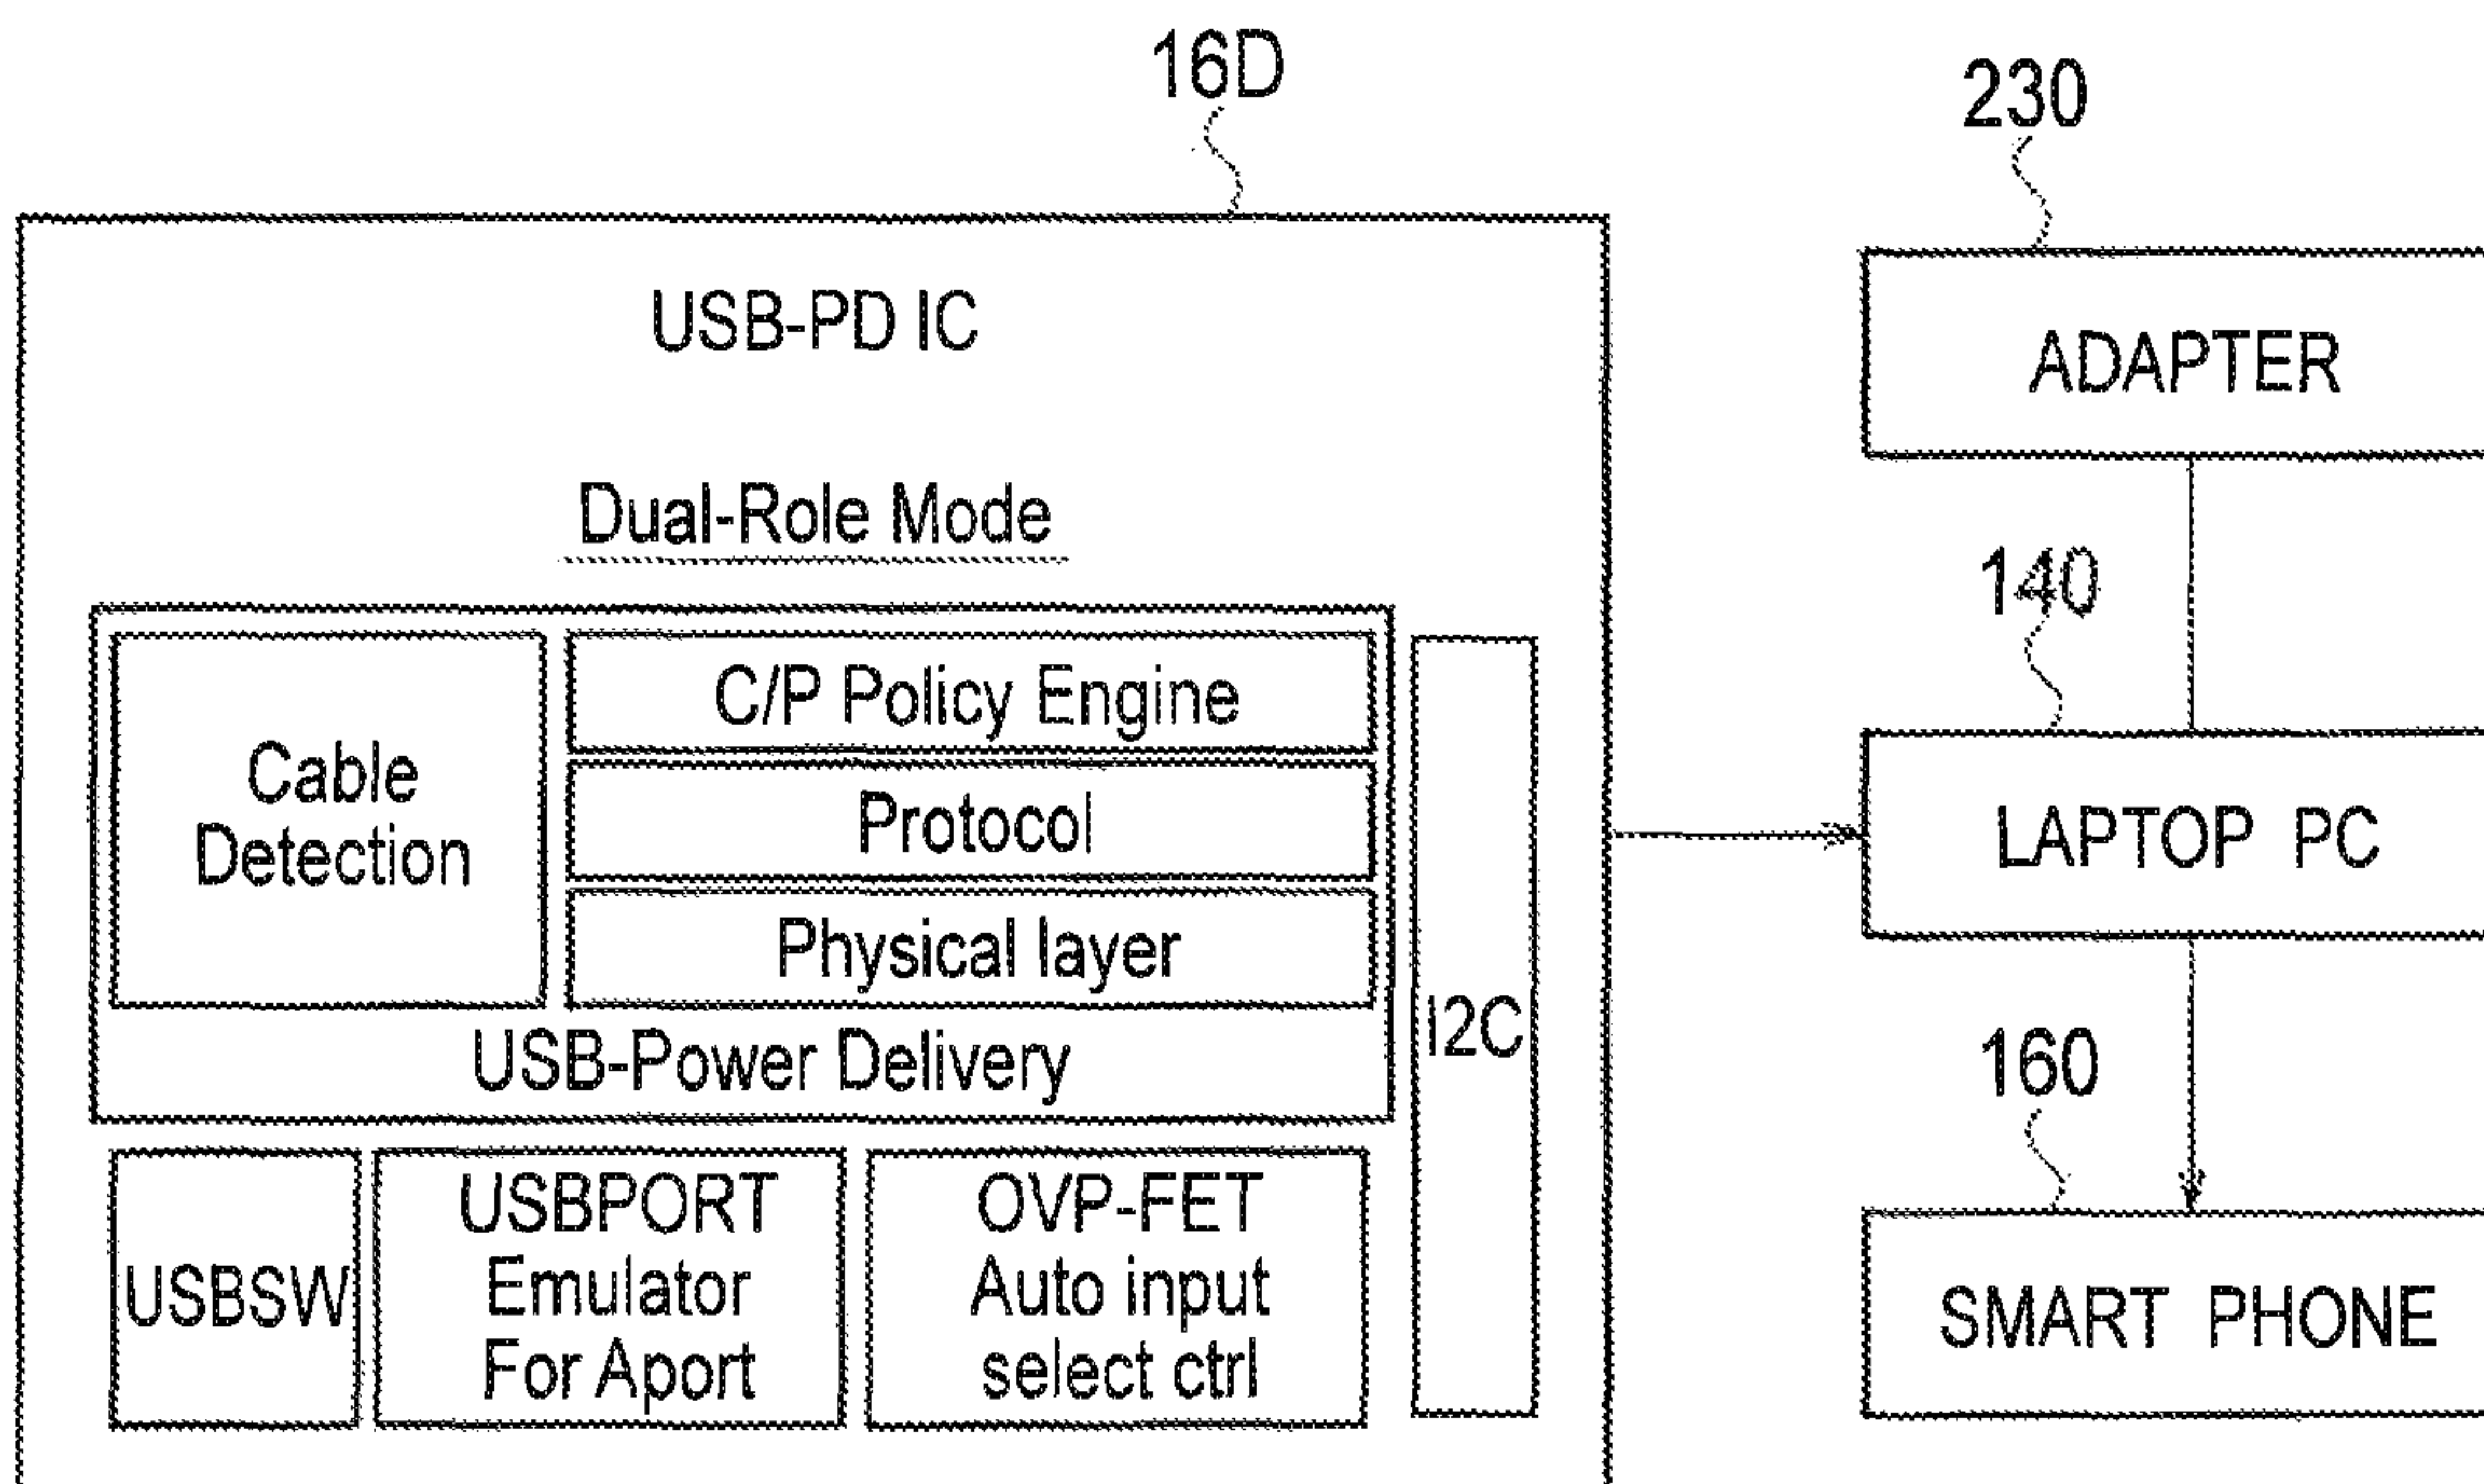 16D
USB-PD IC
Dual-Role Mode
Cable
Detection
C/P Policy Engine
Protocol
Physical layer
USB-Power Delivery
I2C
USBSW
USBPORT
Emulator
For Aport
OVP-FET
Auto input
select ctrl
230
ADAPTER
140
LAPTOP PC
160
SMART PHONE